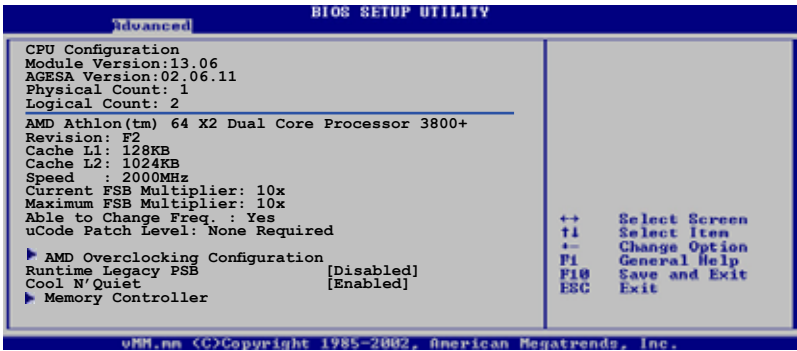 BIOS SETUP UTILITY
Advanced
CPU Configuration
Module Version:13.06
AGESA Version:02.06.11
Physical Count: 1
Logical Count: 2
AMD Athlon(tm) 64 X2 Dual Core Processor 3800+
Revision: F2
Cache L1: 128KB
Cache L2: 1024KB
Speed : 2000MHz
Current FSB Multiplier: 10x
Maximum FSB Multiplier: 10x
Able to Change Freq. : Yes
uCode Patch Level: None Required
AMD Overclocking Configuration
Runtime Legacy PSB [Disabled]
Cool N'Quiet [Enabled]
Memory Controller
↔ Select Screen
↑↓ Select Item
+- Change Option
F1 General Help
F10 Save and Exit
ESC Exit
vMM.mm (C)Copyright 1985-2002, American Megatrends, Inc.